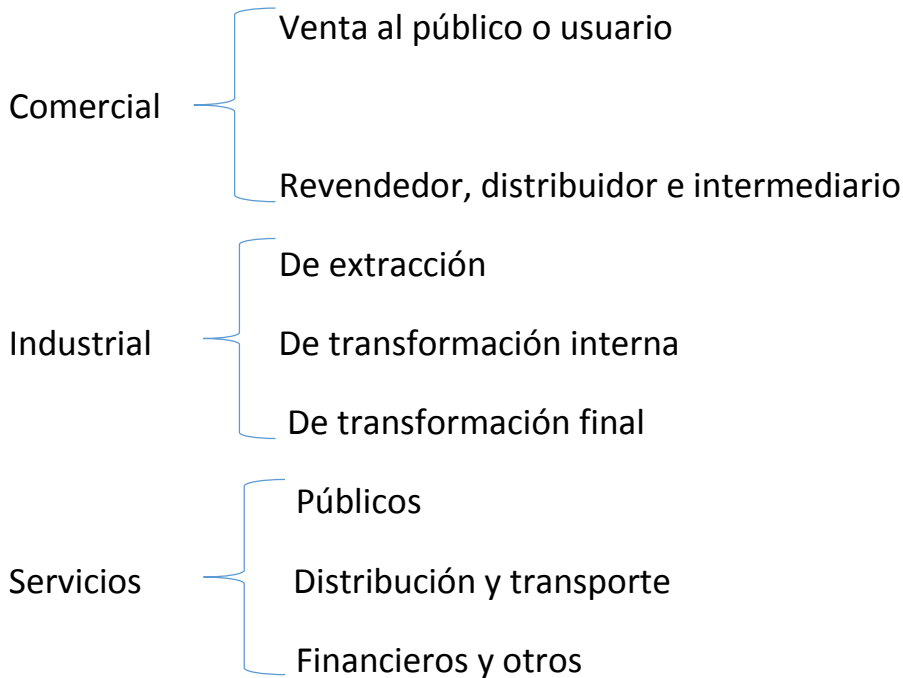 Venta al público o usuario
Comercial
Revendedor, distribuidor e intermediario
De extracción
Industrial
De transformación interna
De transformación final
Públicos
Servicios
Distribución y transporte
Financieros y otros